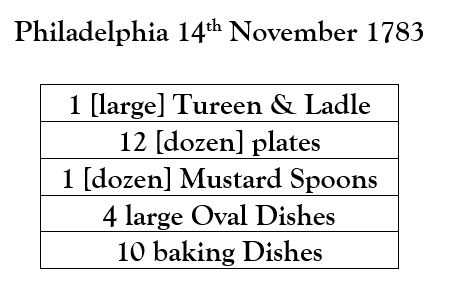 Philadelphia 14th November 1783
1 [large] Tureen & Ladle
12 [dozen] plates
1 [dozen] Mustard Spoons
4 large Oval Dishes
10 baking Dishes